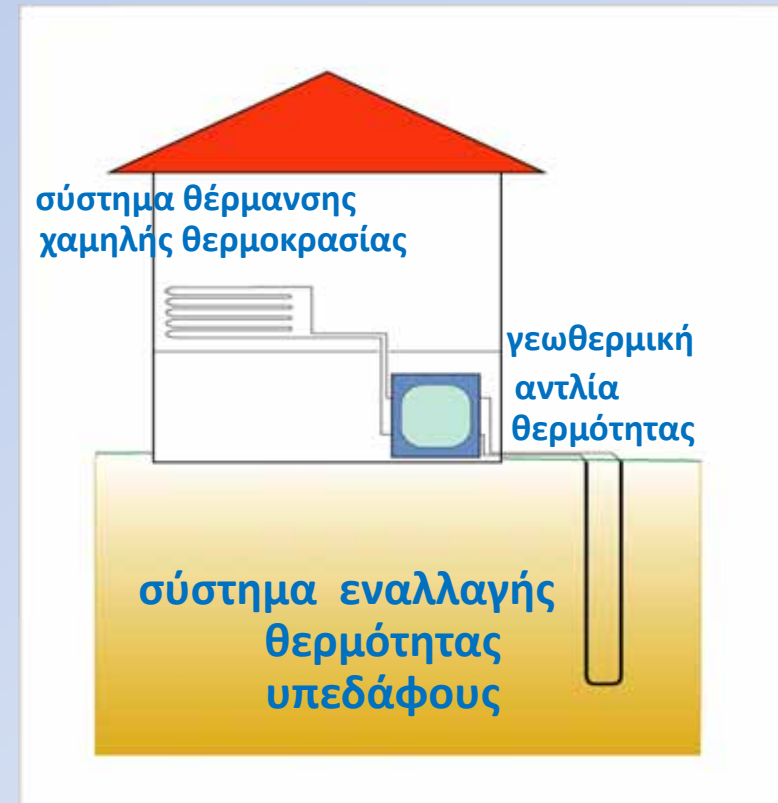 σύστημα θέρμανσης
χαμηλής θερμοκρασίας
γεωθερμική
αντλία
θερμότητας
σύστημα εναλλαγής
θερμότητας
υπεδάφους